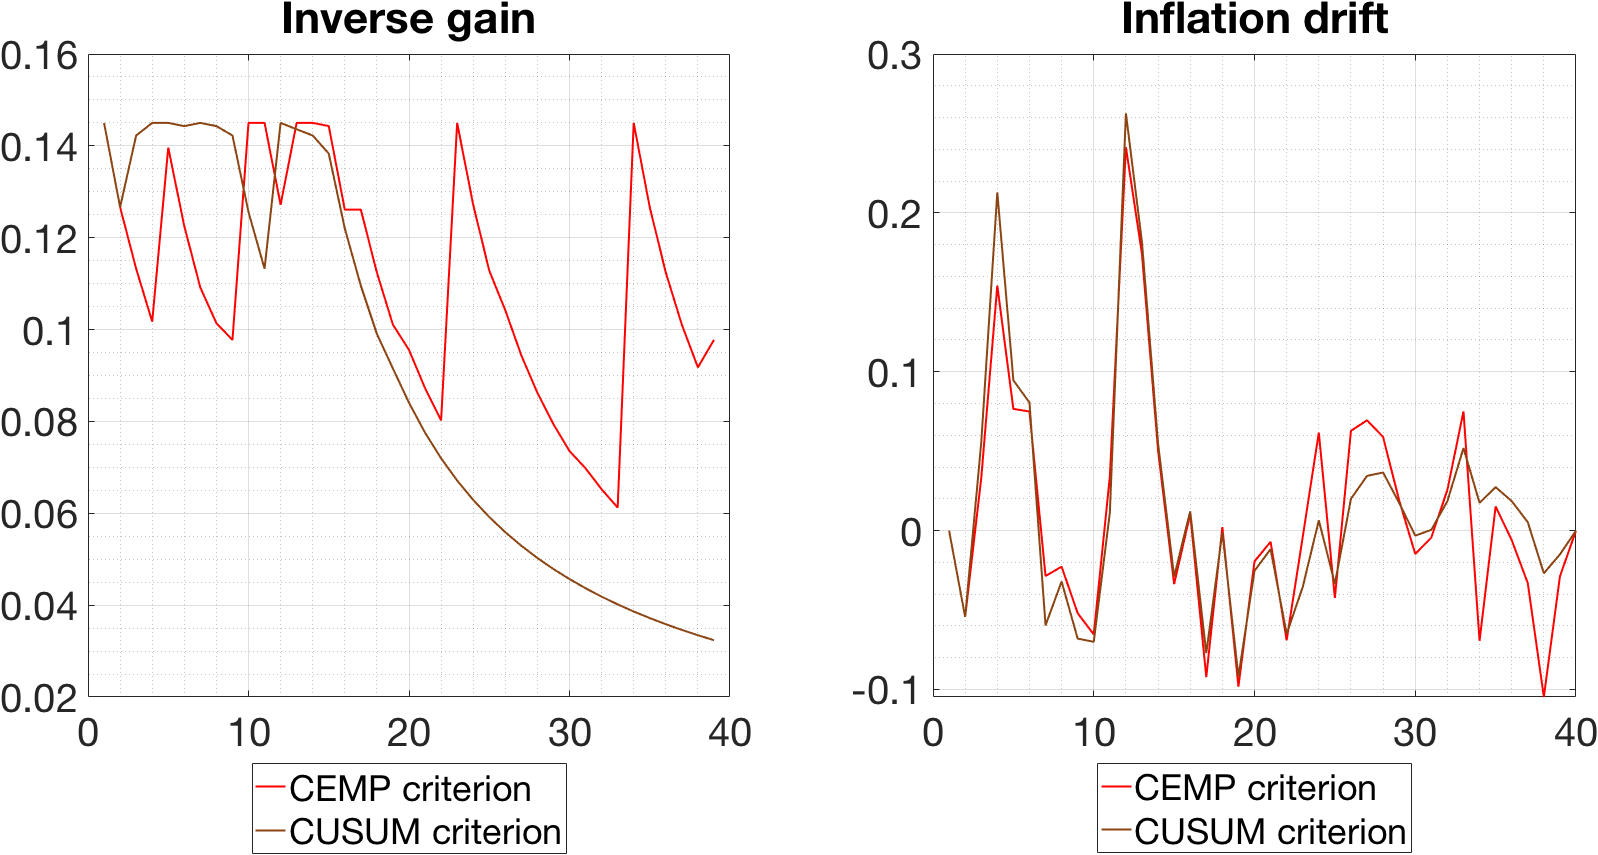 Inverse gain
0.16
0.14
0.12
0.1
0.08
0.06
0.04
0.02
0 10 20 30 40
CEMP criterion
CUSUM criterion
Inflation drift
0.3
0.2
0.1
0
-0.1
0 10 20 30 40
CEMP criterion
CUSUM criterion